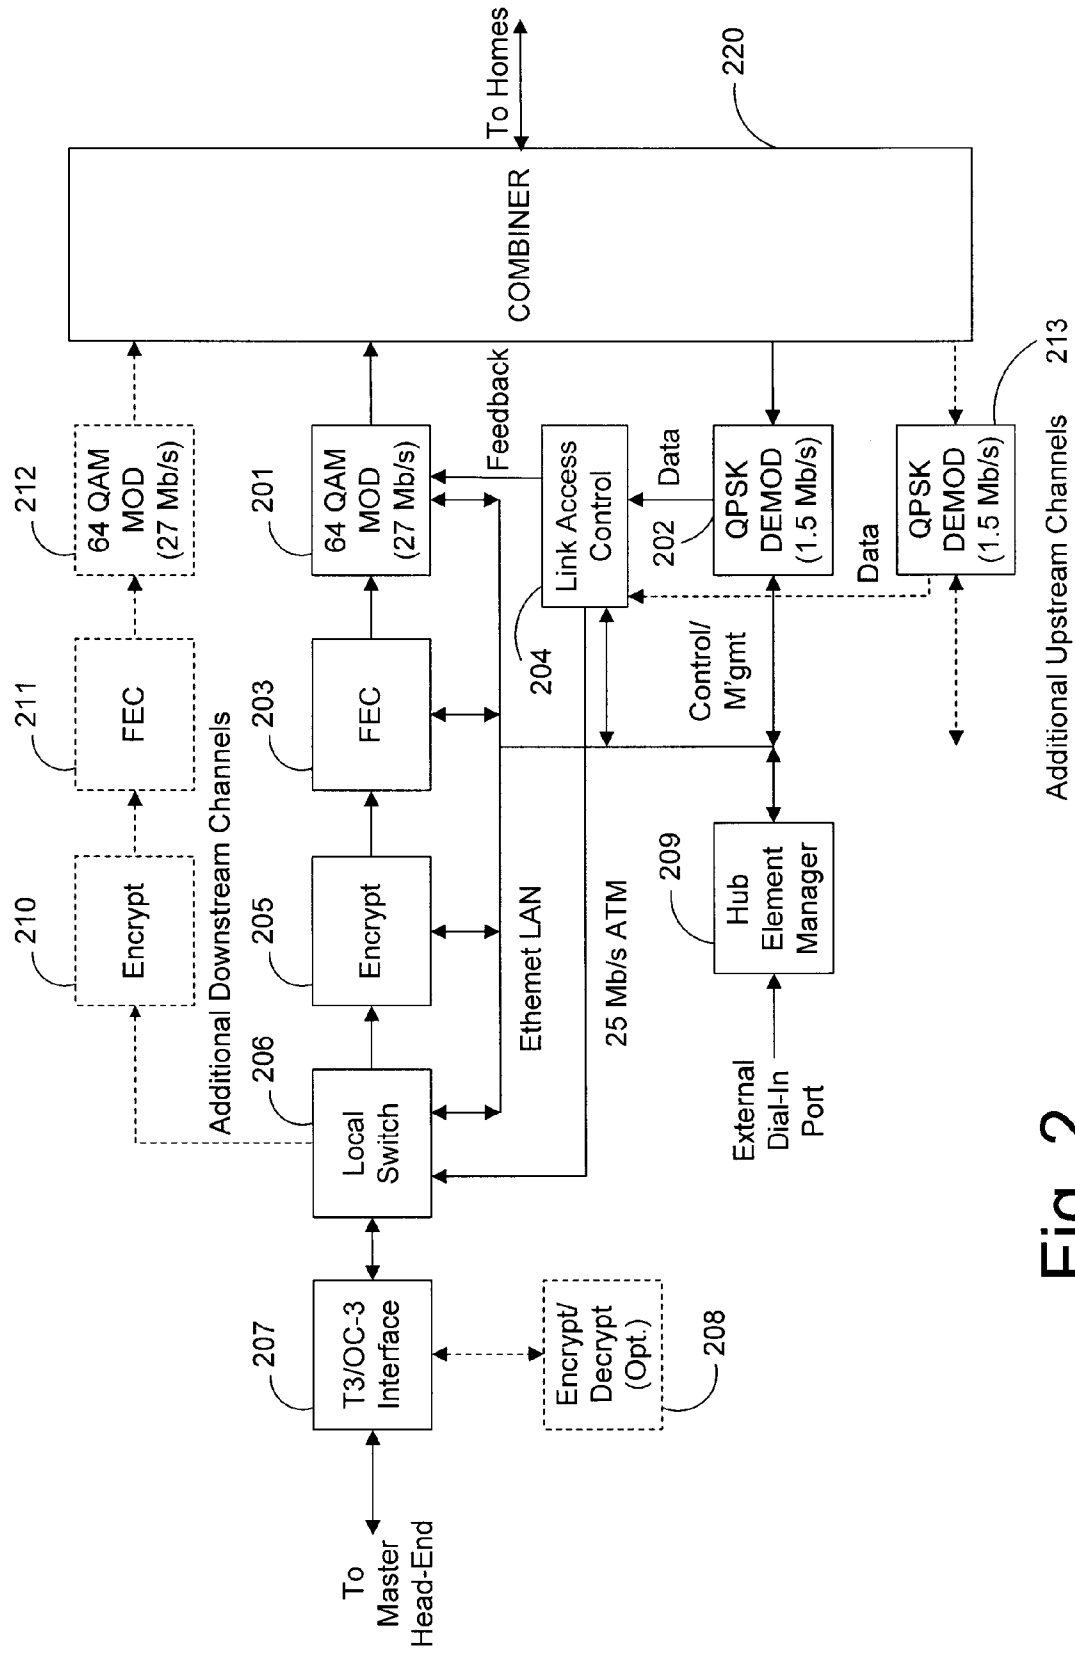 210
Encrypt
211
FEC
212
64 QAM
MOD
(27 Mb/s)
Additional Downstream Channels
To
Master
Head-End
207
T3/OC-3
Interface
206
Local
Switch
205
Encrypt
203
FEC
201
64 QAM
MOD
(27 Mb/s)
COMBINER
To Homes
220
Feedback
Ethernet LAN
25 Mb/s ATM
Encrypt/
Decrypt
(Opt.)
208
204
Link Access
Control
Data
202
External
Dial-In
Port
209
Hub
Element
Manager
Control/
M'gmt
QPSK
DEMOD
(1.5 Mb/s)
Data
QPSK
DEMOD
(1.5 Mb/s)
213
Additional Upstream Channels
Fig. 2